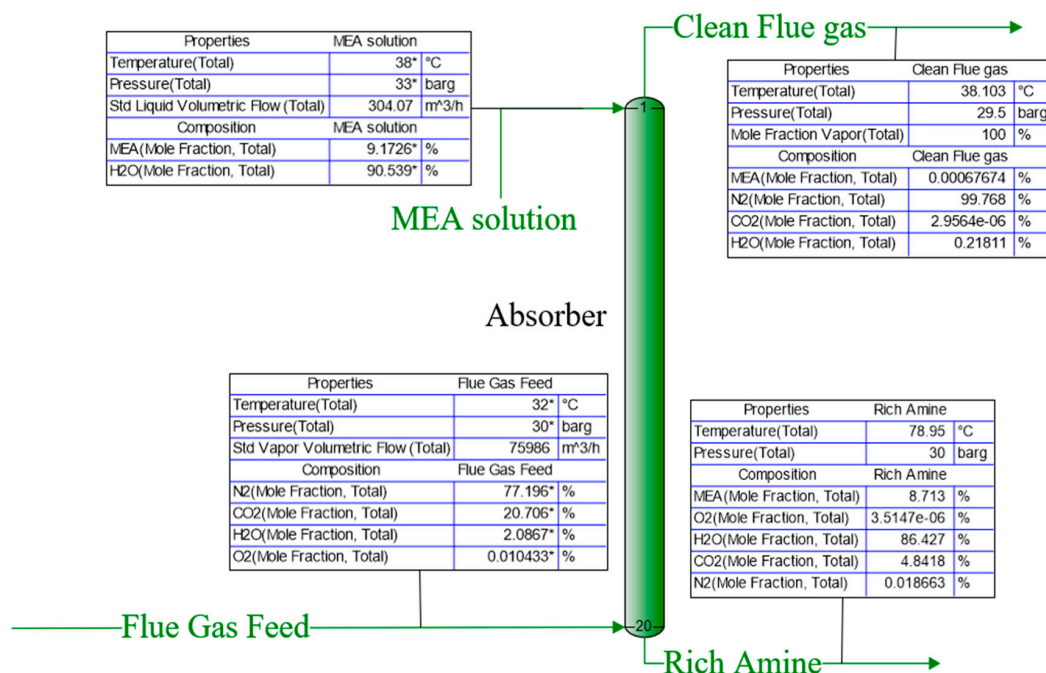 Properties MEA solution
Temperature(Total) 38* °C
Pressure(Total) 33* barg
Std Liquid Volumetric Flow (Total) 304.07 m^3/h
Composition MEA solution
MEA(Mole Fraction, Total) 9.1726* %
H2O(Mole Fraction, Total) 90.539* %
MEA solution
Clean Flue gas
Properties Clean Flue gas
Temperature(Total) 38.103 °C
Pressure(Total) 29.5 barg
Mole Fraction Vapor(Total) 100 %
Composition Clean Flue gas
MEA(Mole Fraction, Total) 0.00067674 %
N2(Mole Fraction, Total) 99.768 %
CO2(Mole Fraction, Total) 2.9564e-06 %
H2O(Mole Fraction, Total) 0.21811 %
1
Absorber
20
Properties Flue Gas Feed
Temperature(Total) 32* °C
Pressure(Total) 30* barg
Std Vapor Volumetric Flow (Total) 75986 m^3/h
Composition Flue Gas Feed
N2(Mole Fraction, Total) 77.196* %
CO2(Mole Fraction, Total) 20.706* %
H2O(Mole Fraction, Total) 2.0867* %
O2(Mole Fraction, Total) 0.010433* %
Flue Gas Feed
Properties Rich Amine
Temperature(Total) 78.95 °C
Pressure(Total) 30 barg
Composition Rich Amine
MEA(Mole Fraction, Total) 8.713 %
O2(Mole Fraction, Total) 3.5147e-06 %
H2O(Mole Fraction, Total) 86.427 %
CO2(Mole Fraction, Total) 4.8418 %
N2(Mole Fraction, Total) 0.018663 %
Rich Amine